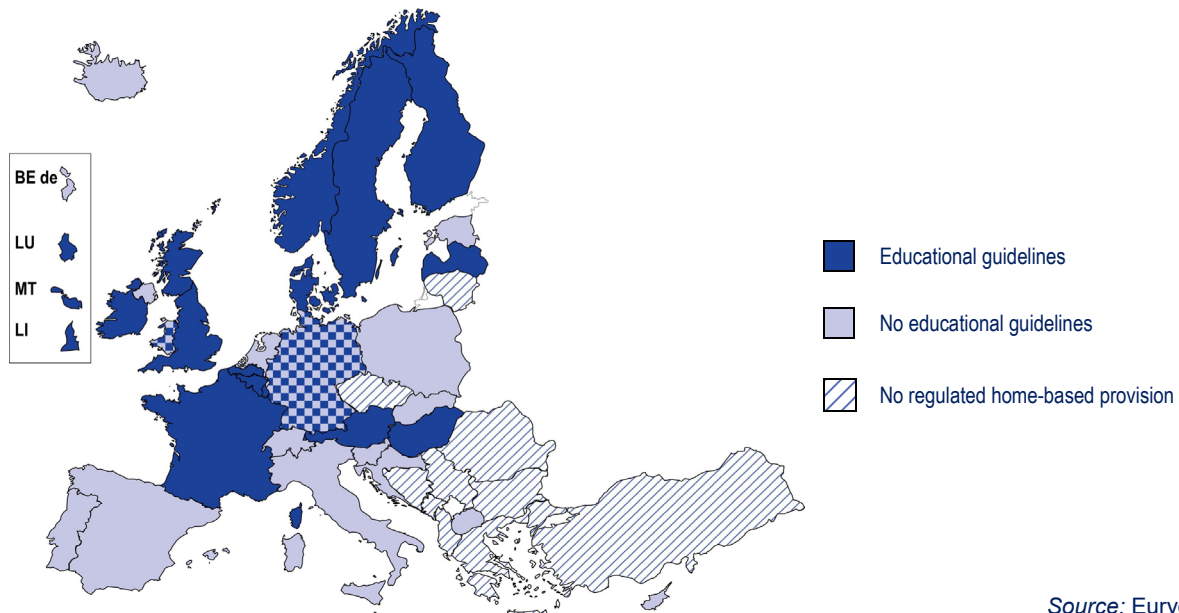 BE de
LU
MT
LI
Educational guidelines
No educational guidelines
No regulated home-based provision
Source: